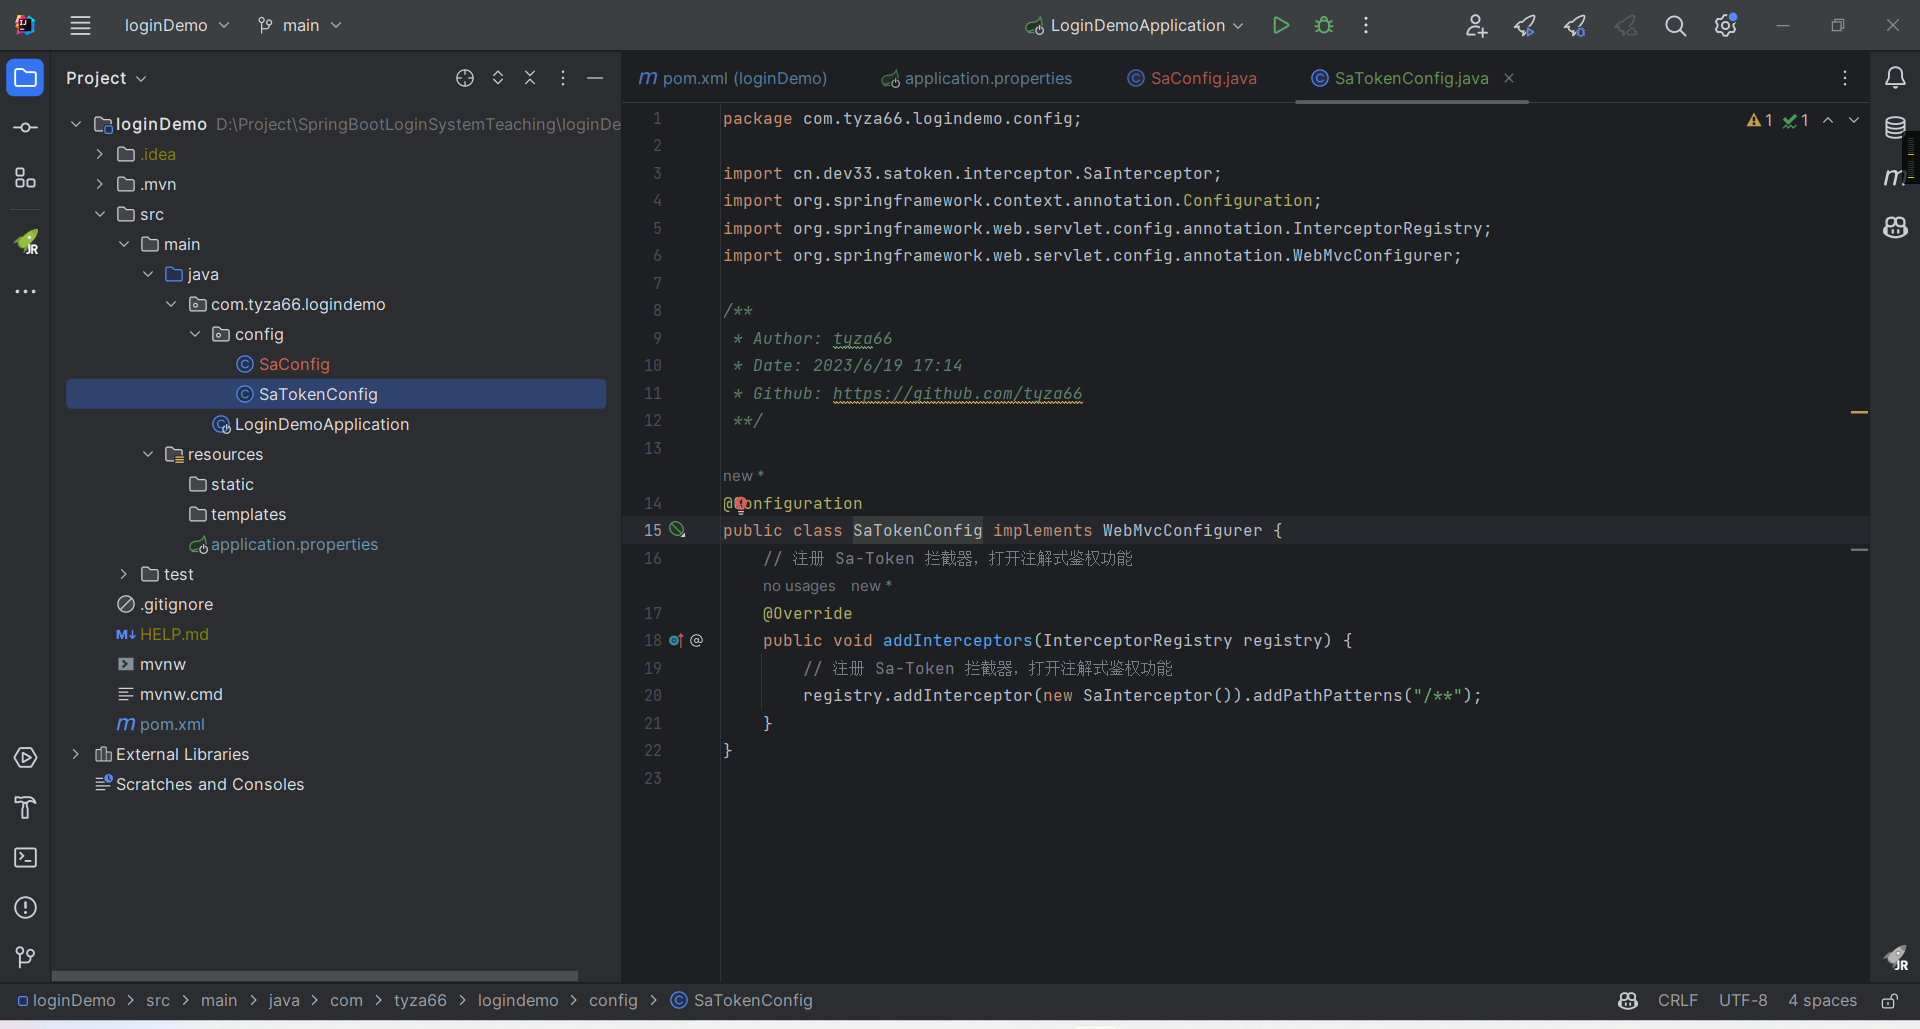 loginDemo
main
LoginDemoApplication
Project
pom.xml (loginDemo)
application.properties
SaConfig.java
SaTokenConfig.java
loginDemo D:\Project\SpringBootLoginSystemTeaching\loginDe
.idea
.mvn
src
main
java
com.tyza66.logindemo
config
SaConfig
SaTokenConfig
LoginDemoApplication
resources
static
templates
application.properties
test
.gitignore
M↓ HELP.md
mvnw
mvnw.cmd
pom.xml
External Libraries
Scratches and Consoles
1 package com.tyza66.logindemo.config;
2
3 import cn.dev33.satoken.interceptor.SaInterceptor;
4 import org.springframework.context.annotation.Configuration;
5 import org.springframework.web.servlet.config.annotation.InterceptorRegistry;
6 import org.springframework.web.servlet.config.annotation.WebMvcConfigurer;
7
8 /**
9 * Author: tyza66
10 * Date: 2023/6/19 17:14
11 * Github: https://github.com/tyza66
12 **/
13
new *
14 @Configuration
15 public class SaTokenConfig implements WebMvcConfigurer {
16 // 注册 Sa-Token 拦截器，打开注解式鉴权功能
no usages new *
17 @Override
18 @ public void addInterceptors(InterceptorRegistry registry) {
19 // 注册 Sa-Token 拦截器，打开注解式鉴权功能
20 registry.addInterceptor(new SaInterceptor()).addPathPatterns("/**");
21 }
22 }
23
1 1
JR
m
JR
loginDemo > src > main > java > com > tyza66 > logindemo > config > SaTokenConfig
CRLF UTF-8 4 spaces